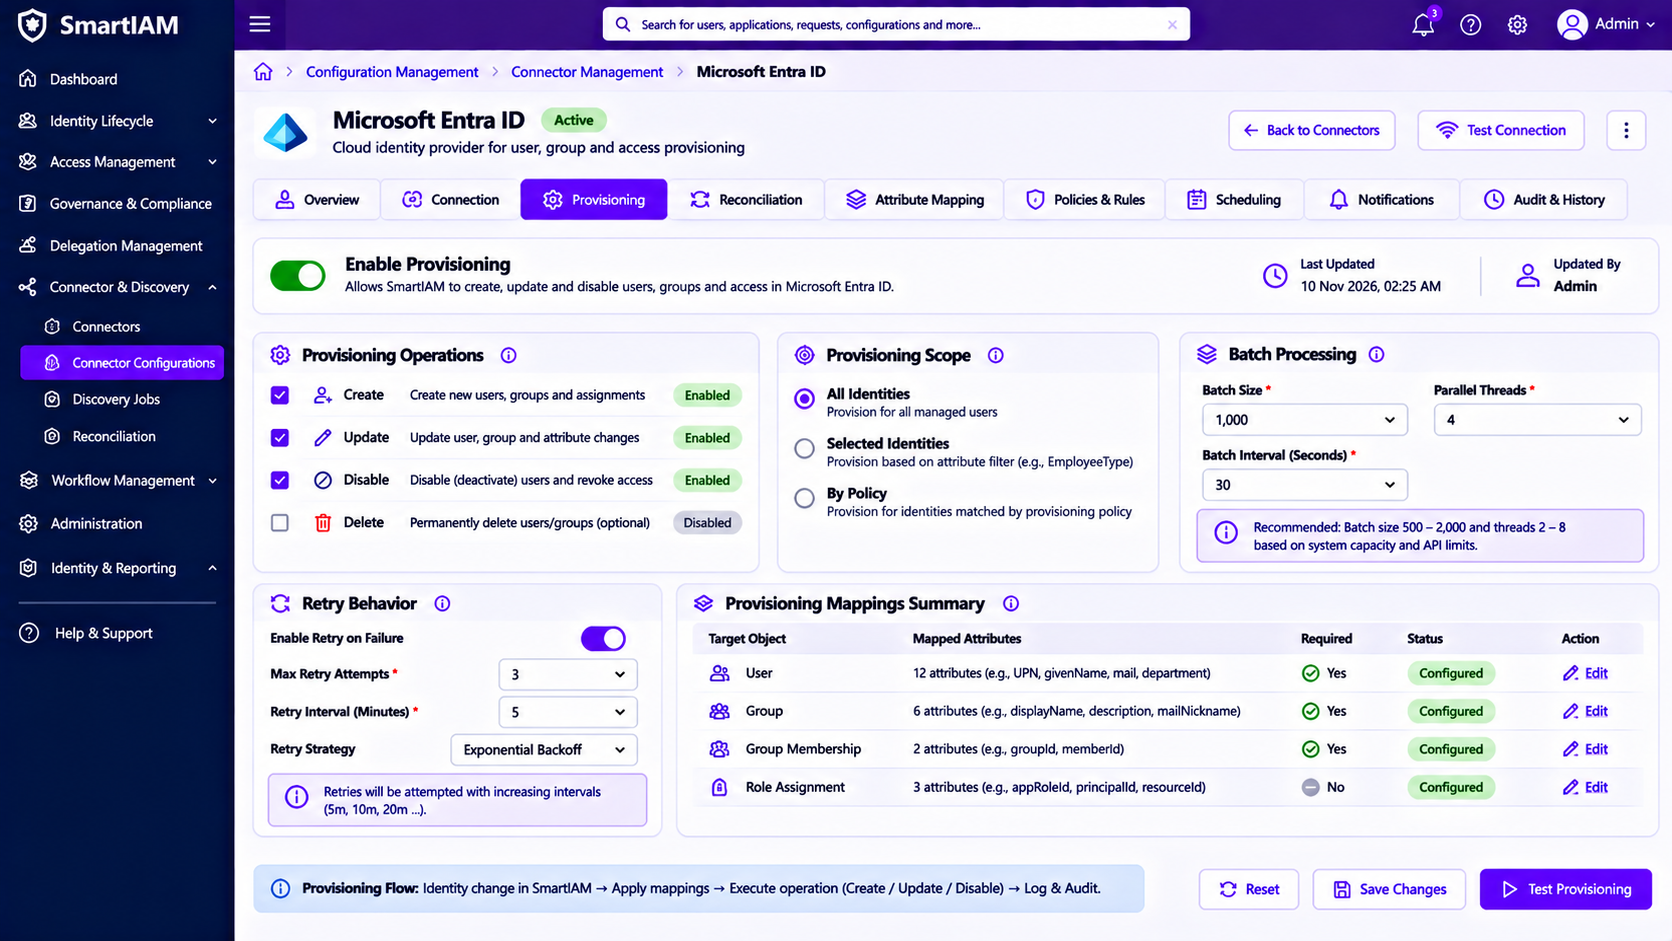 SmartIAM
Search for users, applications, requests, configurations and more...
3
Admin
Dashboard
Identity Lifecycle
Access Management
Governance & Compliance
Delegation Management
Connector & Discovery
Connectors
Connector Configurations
Discovery Jobs
Reconciliation
Workflow Management
Administration
Identity & Reporting
Help & Support
Configuration Management
Connector Management
Microsoft Entra ID
Microsoft Entra ID
Active
Cloud identity provider for user, group and access provisioning
Back to Connectors
Test Connection
Overview
Connection
Provisioning
Reconciliation
Attribute Mapping
Policies & Rules
Scheduling
Notifications
Audit & History
Enable Provisioning
Allows SmartIAM to create, update and disable users, groups and access in Microsoft Entra ID.
Last Updated
10 Nov 2026, 02:25 AM
Updated By
Admin
Provisioning Operations
Create Create new users, groups and assignments Enabled
Update Update user, group and attribute changes Enabled
Disable Disable (deactivate) users and revoke access Enabled
Delete Permanently delete users/groups (optional) Disabled
Provisioning Scope
All Identities
Provision for all managed users
Selected Identities
Provision based on attribute filter (e.g., EmployeeType)
By Policy
Provision for identities matched by provisioning policy
Batch Processing
Batch Size *
1,000
Parallel Threads *
4
Batch Interval (Seconds) *
30
Recommended: Batch size 500 – 2,000 and threads 2 – 8
based on system capacity and API limits.
Retry Behavior
Enable Retry on Failure
Max Retry Attempts * 3
Retry Interval (Minutes) * 5
Retry Strategy Exponential Backoff
Retries will be attempted with increasing intervals
(5m, 10m, 20m ...).
Provisioning Mappings Summary
Target Object Mapped Attributes Required Status Action
User 12 attributes (e.g., UPN, givenName, mail, department) Yes Configured Edit
Group 6 attributes (e.g., displayName, description, mailNickname) Yes Configured Edit
Group Membership 2 attributes (e.g., groupId, memberId) Yes Configured Edit
Role Assignment 3 attributes (e.g., appRoleId, principalId, resourceId) No Configured Edit
Provisioning Flow: Identity change in SmartIAM → Apply mappings → Execute operation (Create / Update / Disable) → Log & Audit.
Reset
Save Changes
Test Provisioning